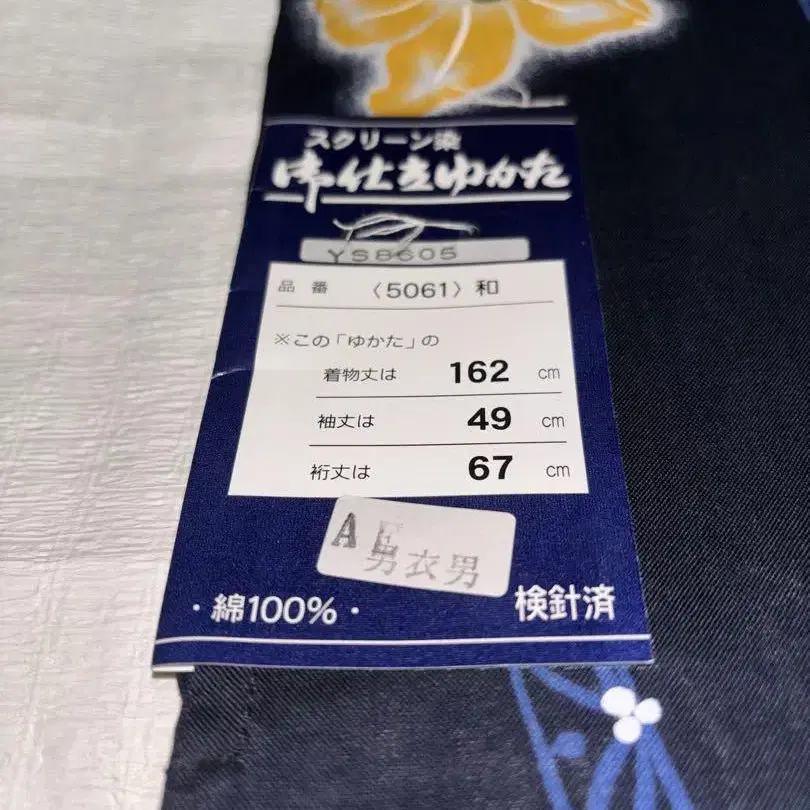 スクリーン染
御仕立ゆかた
YS8605
品番 〈5061〉和
※この「ゆかた」の
着物丈は 162 cm
袖丈は 49 cm
裄丈は 67 cm
A E
男衣男
・綿100%・ 検針済